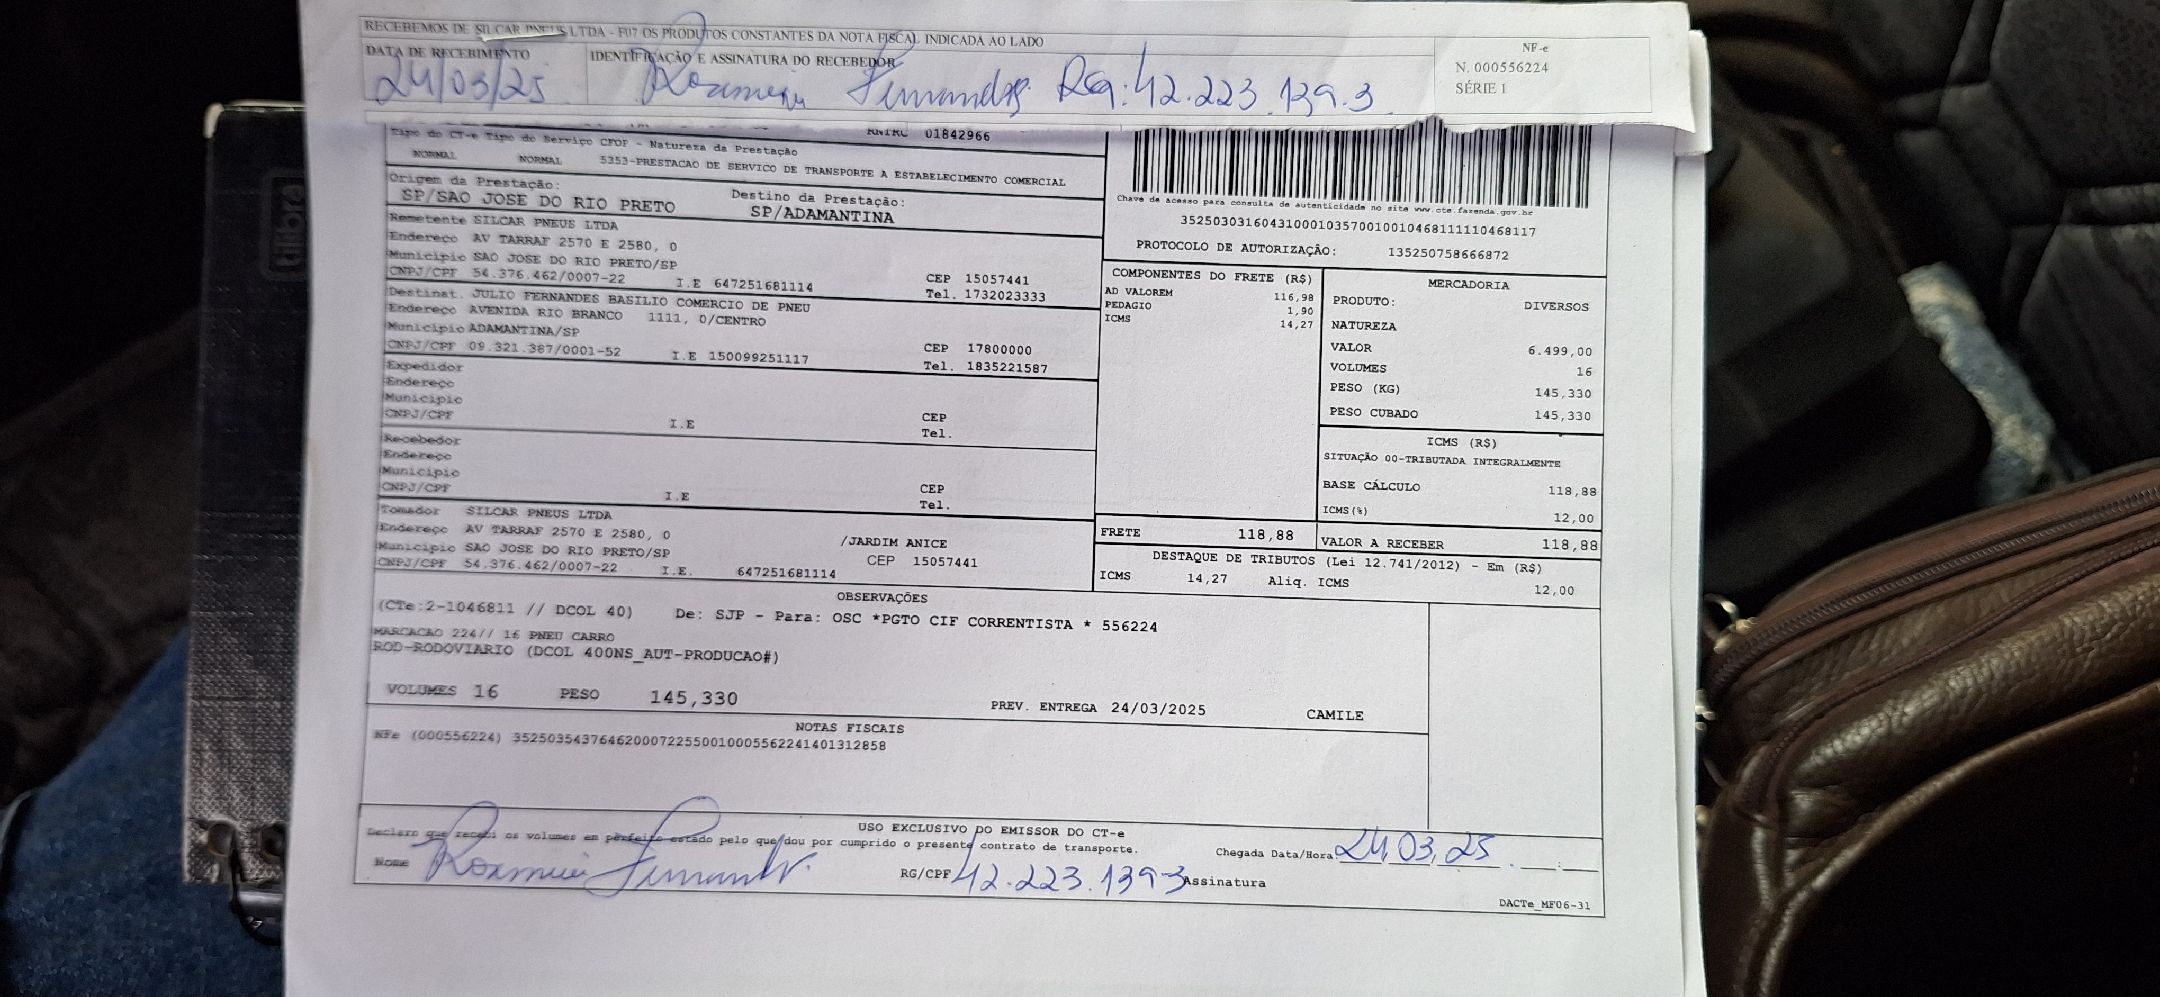 RECEBEMOS DE SILCAR PNEUS LTDA - F07 OS PRODUTOS CONSTANTES DA NOTA FISCAL INDICADA AO LADO
DATA DE RECEBIMENTO
24/03/25
IDENTIFICAÇÃO E ASSINATURA DO RECEBEDOR
Fernandes RG: 42.223.139-3
NF-e
N. 000556224
SÉRIE 1
RNTRC 01842966
Tipo do CT-e Tipo do Serviço CFOP - Natureza da Prestação
NORMAL NORMAL 5353-PRESTACAO DE SERVICO DE TRANSPORTE A ESTABELECIMENTO COMERCIAL
Origem da Prestação: Destino da Prestação:
SP/SAO JOSE DO RIO PRETO SP/ADAMANTINA
Remetente SILCAR PNEUS LTDA
Endereço AV TARRAF 2570 E 2580, 0
Município SAO JOSE DO RIO PRETO/SP CEP 15057441
CNPJ/CPF 54.376.462/0007-22 I.E 647251681114 Tel. 1732023333
Destinat. JULIO FERNANDES BASILIO COMERCIO DE PNEU
Endereço AVENIDA RIO BRANCO 1111, 0/CENTRO
Município ADAMANTINA/SP CEP 17800000
CNPJ/CPF 09.321.387/0001-52 I.E 150099251117 Tel. 1835221587
Expedidor
Endereço
Município CEP
CNPJ/CPF I.E Tel.
Recebedor
Endereço
Município CEP
CNPJ/CPF I.E Tel.
Tomador SILCAR PNEUS LTDA
Endereço AV TARRAF 2570 E 2580, 0 /JARDIM ANICE
Município SAO JOSE DO RIO PRETO/SP CEP 15057441
CNPJ/CPF 54.376.462/0007-22 I.E. 647251681114
Chave de acesso para consulta de autenticidade no site www.cte.fazenda.gov.br
35250303160431000103570010010468111110468117
PROTOCOLO DE AUTORIZAÇÃO: 135250758666872
COMPONENTES DO FRETE (R$)
AD VALOREM 116,98
PEDAGIO 1,90
ICMS 14,27
MERCADORIA
PRODUTO: DIVERSOS
NATUREZA
VALOR 6.499,00
VOLUMES 16
PESO (KG) 145,330
PESO CUBADO 145,330
ICMS (R$)
SITUAÇÃO 00-TRIBUTADA INTEGRALMENTE
BASE CÁLCULO 118,88
ICMS(%) 12,00
FRETE 118,88 VALOR A RECEBER 118,88
DESTAQUE DE TRIBUTOS (Lei 12.741/2012) - Em (R$)
ICMS 14,27 Aliq. ICMS 12,00
OBSERVAÇÕES
(CTe:2-1046811 // DCOL 40) De: SJP - Para: OSC *PGTO CIF CORRENTISTA * 556224
MARCACAO 224// 16 PNEU CARRO
ROD-RODOVIARIO (DCOL 400NS_AUT-PRODUCAO#)
VOLUMES 16 PESO 145,330 PREV. ENTREGA 24/03/2025 CAMILE
NOTAS FISCAIS
NFe (000556224) 35250354376462000722550010005562241401312858
USO EXCLUSIVO DO EMISSOR DO CT-e
Declaro que recebi os volumes em perfeito estado pelo que dou por cumprido o presente contrato de transporte.
Chegada Data/Hora: 24,03,25
Nome RG/CPF 42.223.139-3 Assinatura
DACTe_MF06-31
tilibra